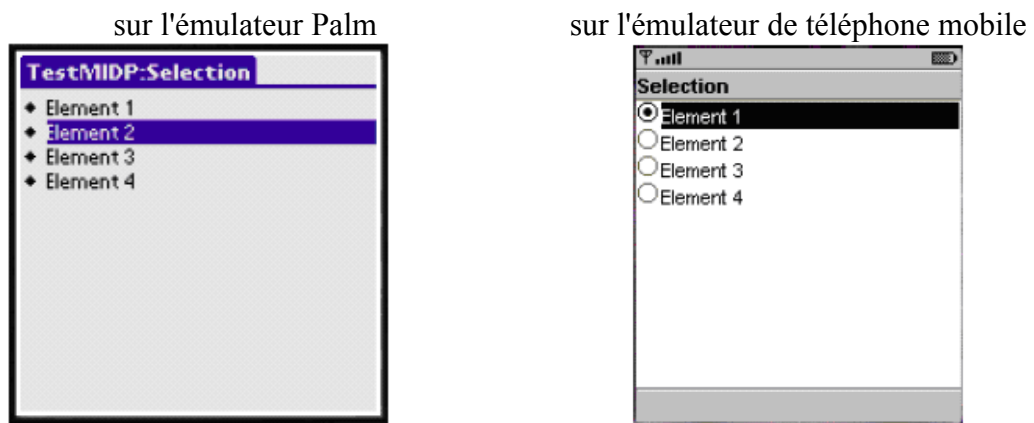 sur l'émulateur Palm
sur l'émulateur de téléphone mobile
TestMIDP:Selection
Element 1
Element 2
Element 3
Element 4
Selection
Element 1
Element 2
Element 3
Element 4